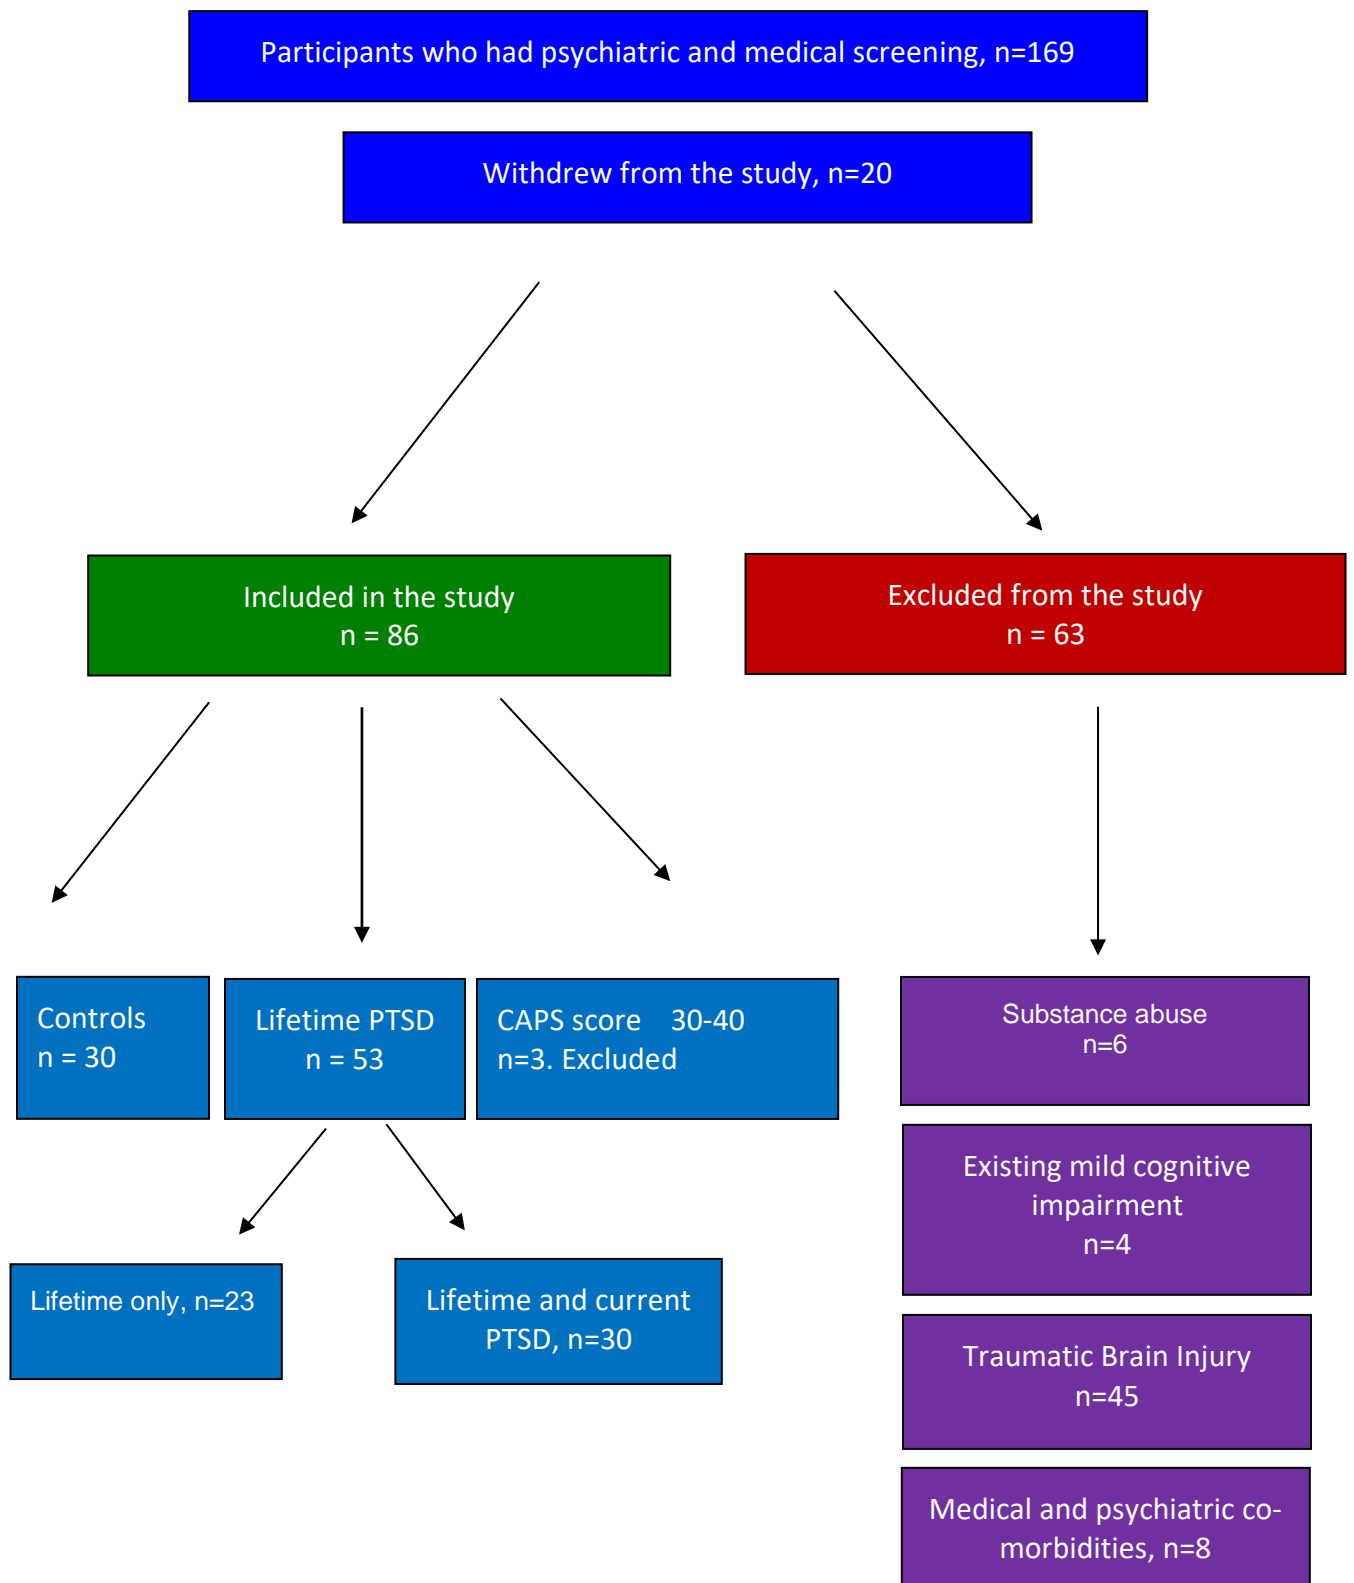 Participants who had psychiatric and medical screening, n=169
Withdrew from the study, n=20
Included in the study
n = 86
Excluded from the study
n = 63
Controls
n = 30
Lifetime PTSD
n = 53
CAPS score 30-40
n=3. Excluded
Lifetime only, n=23
Lifetime and current
PTSD, n=30
Substance abuse
n=6
Existing mild cognitive
impairment
n=4
Traumatic Brain Injury
n=45
Medical and psychiatric co-
morbidities, n=8